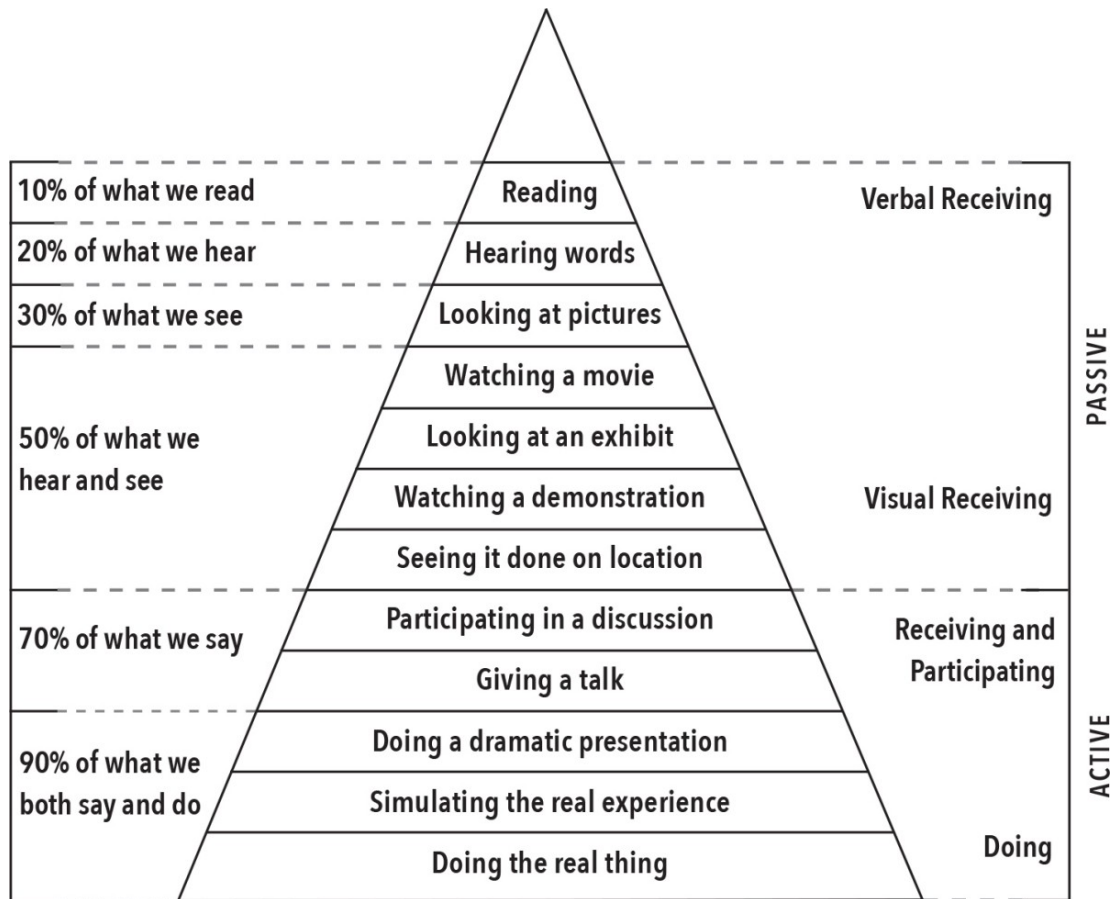 10% of what we read
Reading
Verbal Receiving
20% of what we hear
Hearing words
30% of what we see
Looking at pictures
Watching a movie
50% of what we
hear and see
Looking at an exhibit
Watching a demonstration
Visual Receiving
Seeing it done on location
PASSIVE
70% of what we say
Participating in a discussion
Receiving and
Participating
Giving a talk
90% of what we
both say and do
Doing a dramatic presentation
Simulating the real experience
Doing the real thing
Doing
ACTIVE